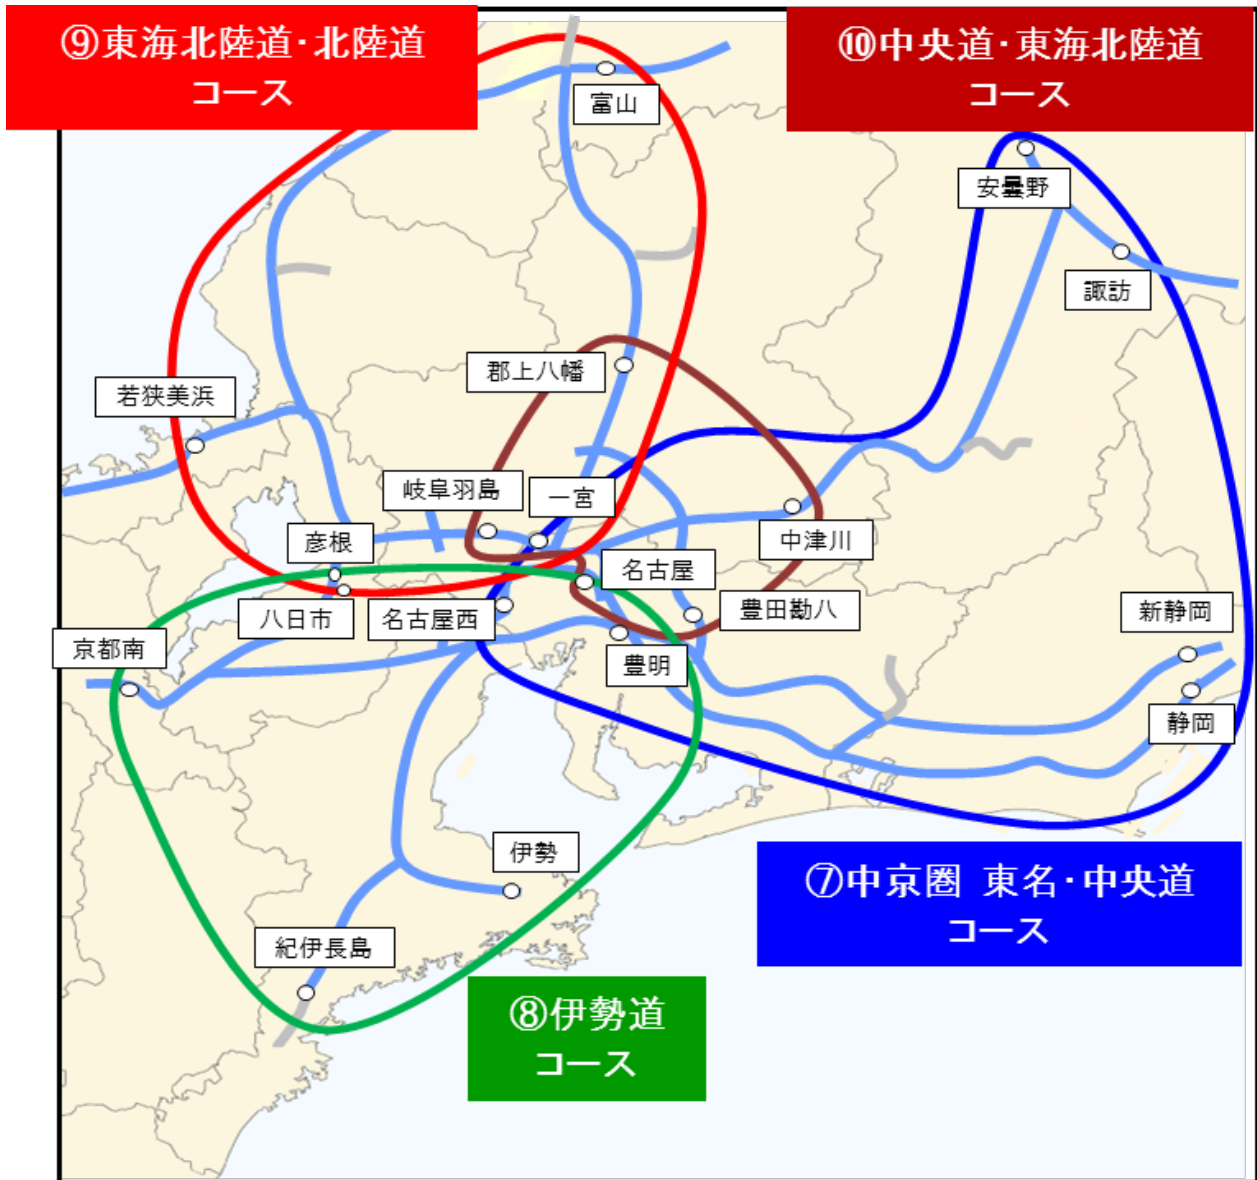 ⑨東海北陸道・北陸道
コース
⑩中央道・東海北陸道
コース
富山
安曇野
諏訪
郡上八幡
若狭美浜
岐阜羽島
一宮
彦根
中津川
名古屋
八日市
名古屋西
豊田勘八
新静岡
京都南
豊明
静岡
伊勢
⑦中京圏 東名・中央道
コース
紀伊長島
⑧伊勢道
コース